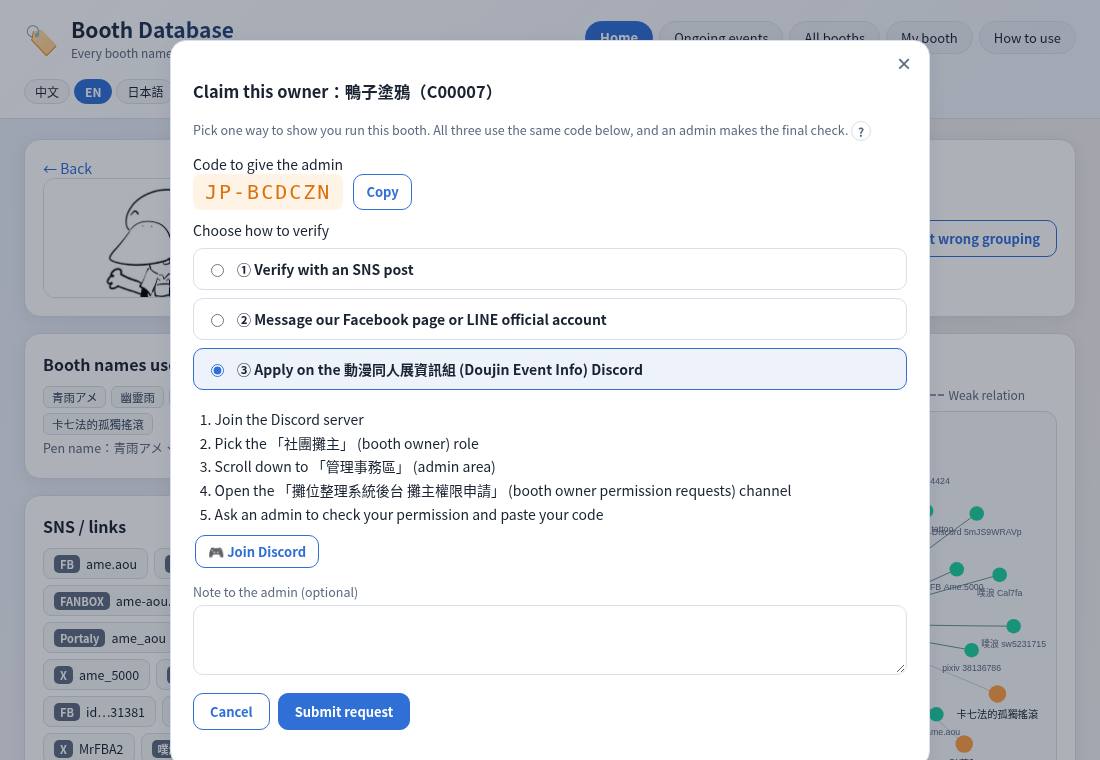 Booth Database
Every booth name
Home
Ongoing events
All booths
My booth
How to use
中文
EN
日本語
← Back
t wrong grouping
Claim this owner：鴨子塗鴉（C00007）
Pick one way to show you run this booth. All three use the same code below, and an admin makes the final check. ?
Code to give the admin
JP-BCDCZN
Copy
Choose how to verify
① Verify with an SNS post
② Message our Facebook page or LINE official account
③ Apply on the 動漫同人展資訊組 (Doujin Event Info) Discord
1. Join the Discord server
2. Pick the 「社團攤主」 (booth owner) role
3. Scroll down to 「管理事務區」 (admin area)
4. Open the 「攤位整理系統後台 攤主權限申請」 (booth owner permission requests) channel
5. Ask an admin to check your permission and paste your code
Join Discord
Note to the admin (optional)
Cancel
Submit request
Booth names use
青雨アメ
幽靈雨
卡七法的孤獨搖滾
Pen name：青雨アメ、
SNS / links
FB ame.aou
FANBOX ame-aou.
Portaly ame_aou
X ame_5000
FB id…31381
X MrFBA2
噗
Weak relation
4424
Discord 5mJS9WRAVp
FB Ame.5000
噗浪 Cal7fa
噗浪 sw5231715
pixiv 38136786
卡七法的孤獨搖滾
me.aou